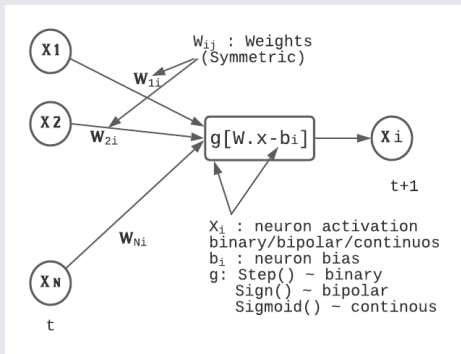 X1
Wij : Weights
(Symmetric)
W1i
X2
W2i
g[W.x-bi]
Xi
t+1
WNi
Xi : neuron activation
binary/bipolar/continuos
bi : neuron bias
g: Step() ~ binary
Sign() ~ bipolar
Sigmoid() ~ continous
XN
t